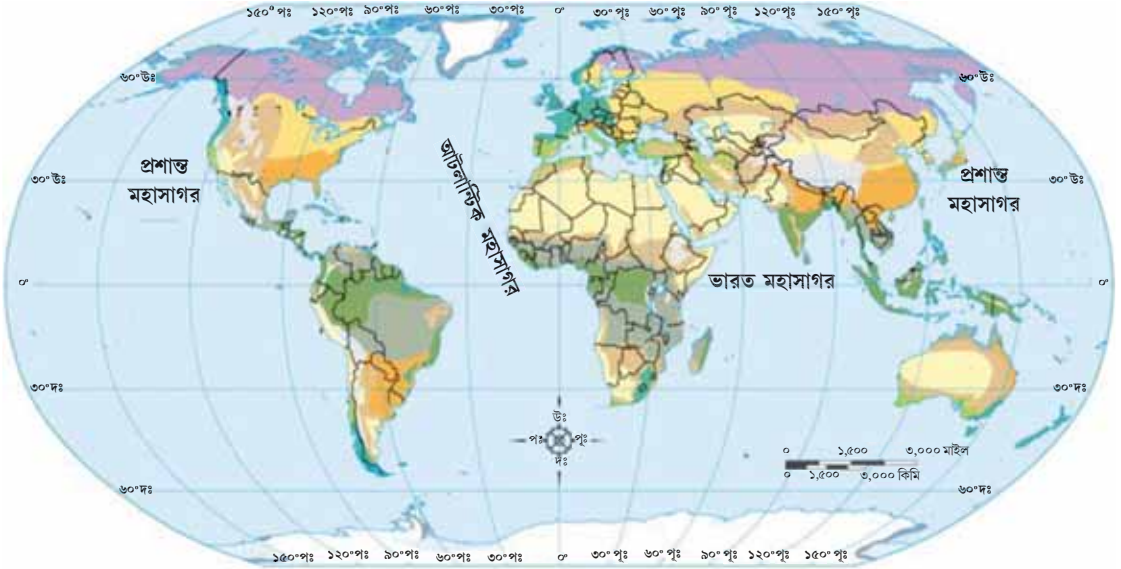 ১৫০°পঃ ১২০°পঃ ৯০°পঃ ৬০°পঃ ৩০°পঃ ০° ৩০°পূঃ ৬০°পূঃ ৯০°পূঃ ১২০°পূঃ ১৫০°পূঃ
৬০°উঃ ৬০°উঃ
প্রশান্ত
মহাসাগর
আটলান্টিক মহাসাগর
প্রশান্ত
মহাসাগর
৩০°উঃ ৩০°উঃ
ভারত মহাসাগর
০° ০°
৩০°দঃ ৩০°দঃ
উঃ
পঃ পূঃ
দঃ
০ ১,৫০০ ৩,০০০ মাইল
০ ১,৫০০ ৩,০০০ কিমি
৬০°দঃ ৬০°দঃ
১৫০°পঃ ১২০°পঃ ৯০°পঃ ৬০°পঃ ৩০°পঃ ০° ৩০°পূঃ ৬০°পূঃ ৯০°পূঃ ১২০°পূঃ ১৫০°পূঃ